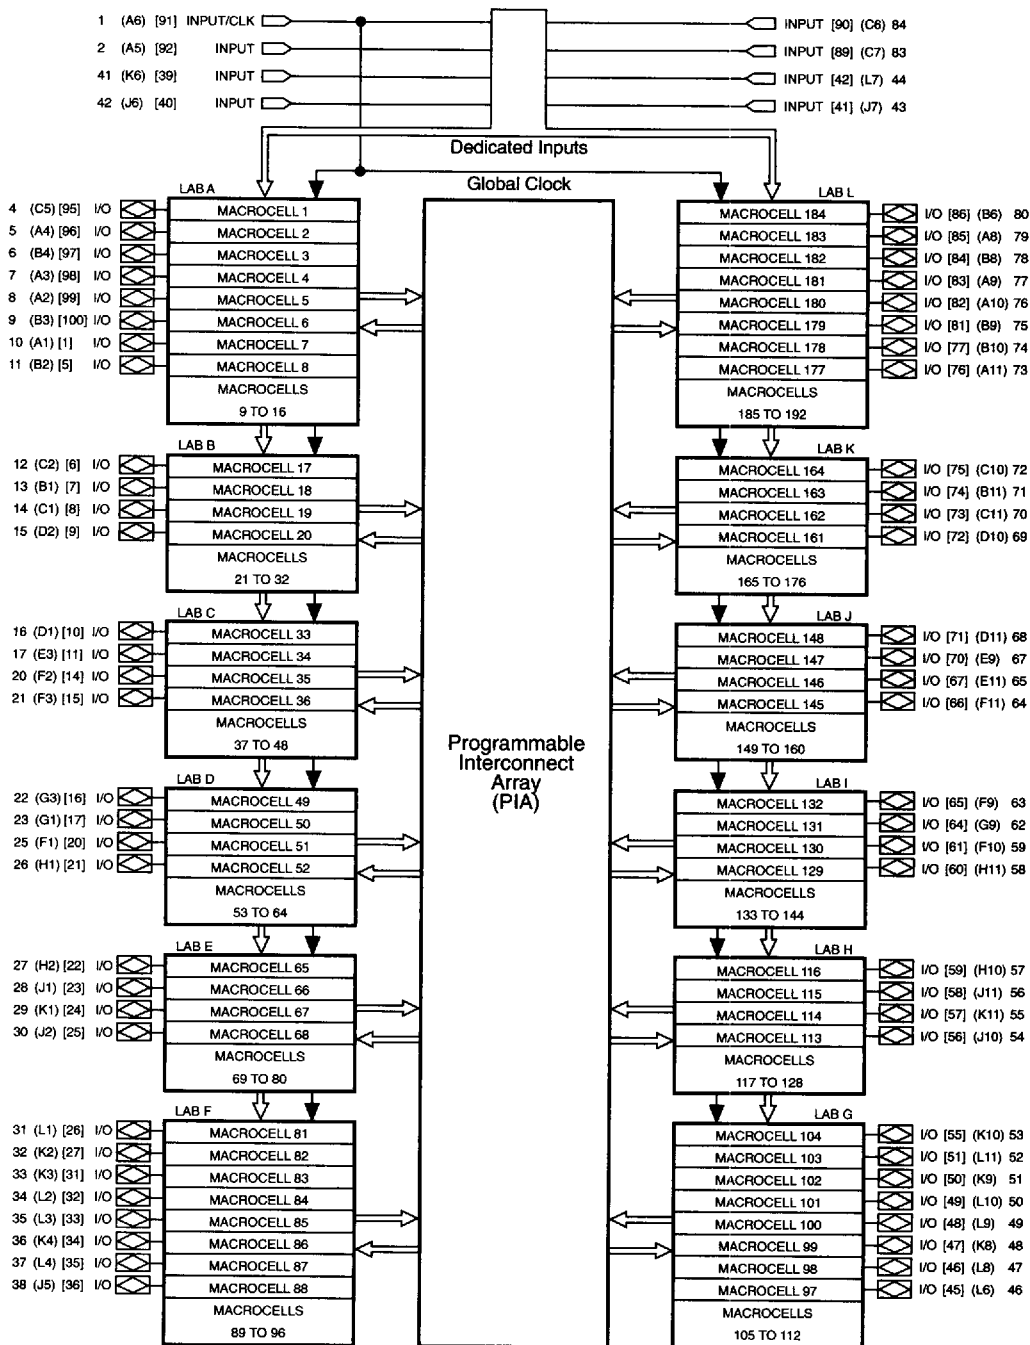 1 (A6) [91] INPUT/CLK
2 (A5) [92] INPUT
41 (K6) [39] INPUT
42 (J6) [40] INPUT
INPUT [90] (C6) 84
INPUT [89] (C7) 83
INPUT [42] (L7) 44
INPUT [41] (J7) 43
Dedicated Inputs
Global Clock
LAB A
4 (C5) [95] I/O MACROCELL 1
5 (A4) [96] I/O MACROCELL 2
6 (B4) [97] I/O MACROCELL 3
7 (A3) [98] I/O MACROCELL 4
8 (A2) [99] I/O MACROCELL 5
9 (B3) [100] I/O MACROCELL 6
10 (A1) [1] I/O MACROCELL 7
11 (B2) [5] I/O MACROCELL 8
MACROCELLS
9 TO 16
LAB B
12 (C2) [6] I/O MACROCELL 17
13 (B1) [7] I/O MACROCELL 18
14 (C1) [8] I/O MACROCELL 19
15 (D2) [9] I/O MACROCELL 20
MACROCELLS
21 TO 32
LAB C
16 (D1) [10] I/O MACROCELL 33
17 (E3) [11] I/O MACROCELL 34
20 (F2) [14] I/O MACROCELL 35
21 (F3) [15] I/O MACROCELL 36
MACROCELLS
37 TO 48
LAB D
22 (G3) [16] I/O MACROCELL 49
23 (G1) [17] I/O MACROCELL 50
25 (F1) [20] I/O MACROCELL 51
26 (H1) [21] I/O MACROCELL 52
MACROCELLS
53 TO 64
LAB E
27 (H2) [22] I/O MACROCELL 65
28 (J1) [23] I/O MACROCELL 66
29 (K1) [24] I/O MACROCELL 67
30 (J2) [25] I/O MACROCELL 68
MACROCELLS
69 TO 80
LAB F
31 (L1) [26] I/O MACROCELL 81
32 (K2) [27] I/O MACROCELL 82
33 (K3) [31] I/O MACROCELL 83
34 (L2) [32] I/O MACROCELL 84
35 (L3) [33] I/O MACROCELL 85
36 (K4) [34] I/O MACROCELL 86
37 (L4) [35] I/O MACROCELL 87
38 (J5) [36] I/O MACROCELL 88
MACROCELLS
89 TO 96
Programmable
Interconnect
Array
(PIA)
LAB L
MACROCELL 184 I/O [86] (B6) 80
MACROCELL 183 I/O [85] (A8) 79
MACROCELL 182 I/O [84] (B8) 78
MACROCELL 181 I/O [83] (A9) 77
MACROCELL 180 I/O [82] (A10) 76
MACROCELL 179 I/O [81] (B9) 75
MACROCELL 178 I/O [77] (B10) 74
MACROCELL 177 I/O [76] (A11) 73
MACROCELLS
185 TO 192
LAB K
MACROCELL 164 I/O [75] (C10) 72
MACROCELL 163 I/O [74] (B11) 71
MACROCELL 162 I/O [73] (C11) 70
MACROCELL 161 I/O [72] (D10) 69
MACROCELLS
165 TO 176
LAB J
MACROCELL 148 I/O [71] (D11) 68
MACROCELL 147 I/O [70] (E9) 67
MACROCELL 146 I/O [67] (E11) 65
MACROCELL 145 I/O [66] (F11) 64
MACROCELLS
149 TO 160
LAB I
MACROCELL 132 I/O [65] (F9) 63
MACROCELL 131 I/O [64] (G9) 62
MACROCELL 130 I/O [61] (F10) 59
MACROCELL 129 I/O [60] (H11) 58
MACROCELLS
133 TO 144
LAB H
MACROCELL 116 I/O [59] (H10) 57
MACROCELL 115 I/O [58] (J11) 56
MACROCELL 114 I/O [57] (K11) 55
MACROCELL 113 I/O [56] (J10) 54
MACROCELLS
117 TO 128
LAB G
MACROCELL 104 I/O [55] (K10) 53
MACROCELL 103 I/O [51] (L11) 52
MACROCELL 102 I/O [50] (K9) 51
MACROCELL 101 I/O [49] (L10) 50
MACROCELL 100 I/O [48] (L9) 49
MACROCELL 99 I/O [47] (K8) 48
MACROCELL 98 I/O [46] (L8) 47
MACROCELL 97 I/O [45] (L6) 46
MACROCELLS
105 TO 112